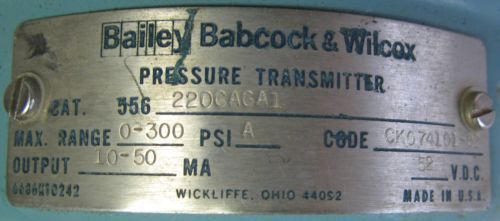 Bailey Babcock & Wilcox
PRESSURE TRANSMITTER
CAT. 556 2200AGA1
MAX. RANGE 0-300 PSI A CODE
OUTPUT 10-50 MA 52 V.D.C.
WICKLIFFE, OHIO 44092 MADE IN U.S.A.